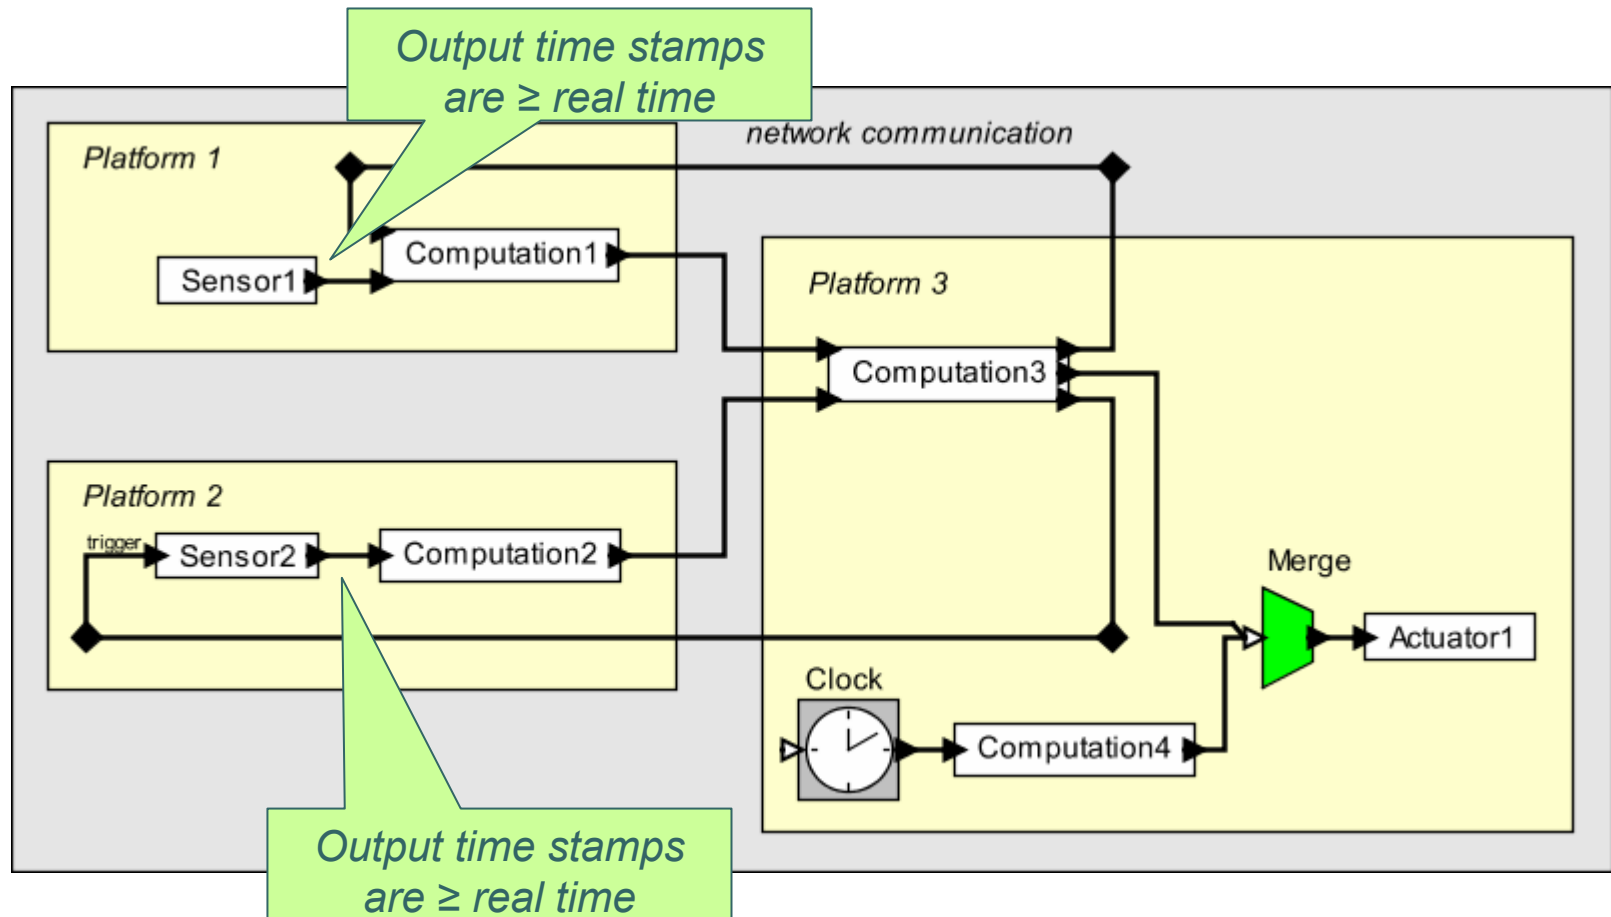 Output time stamps
are ≥ real time
network communication
Platform 1
Computation1
Sensor1
Platform 3
Computation3
Platform 2
trigger
Sensor2
Computation2
Merge
Actuator1
Clock
Computation4
Output time stamps
are ≥ real time